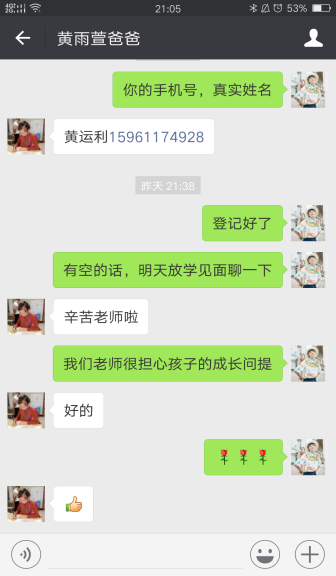 21:05
53%
黄雨萱爸爸
你的手机号，真实姓名
黄运利15961174928
昨天 21:38
登记好了
有空的话，明天放学见面聊一下
辛苦老师啦
我们老师很担心孩子的成长问提
好的